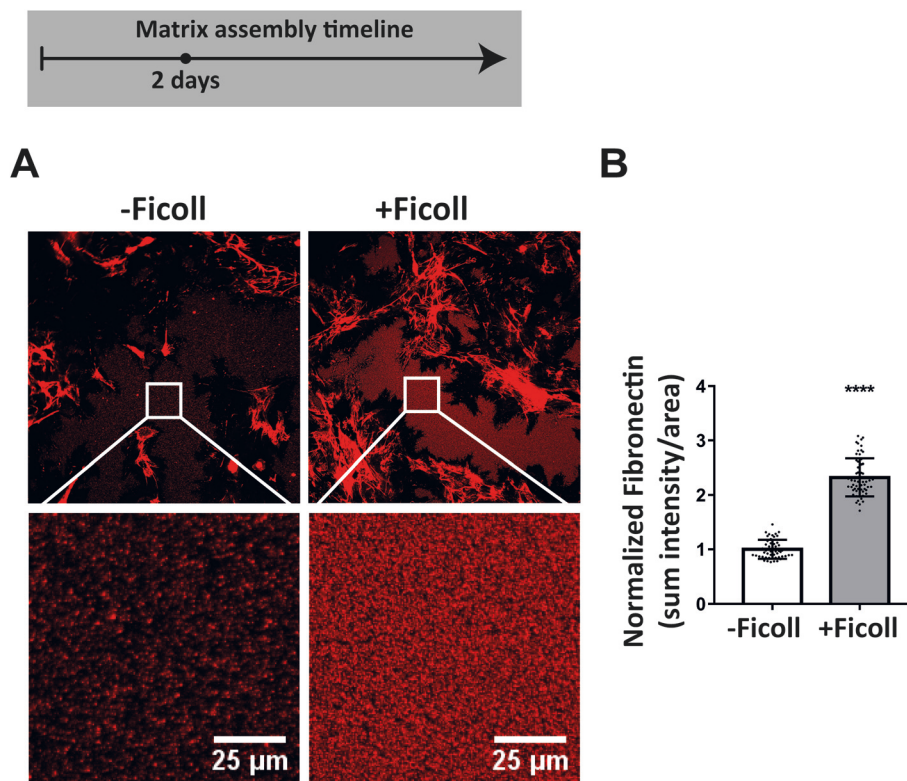 Matrix assembly timeline
2 days
A
-Ficoll
+Ficoll
25 µm
25 µm
B
Normalized Fibronectin
(sum intensity/area)
4
3
2
1
0
****
-Ficoll
+Ficoll